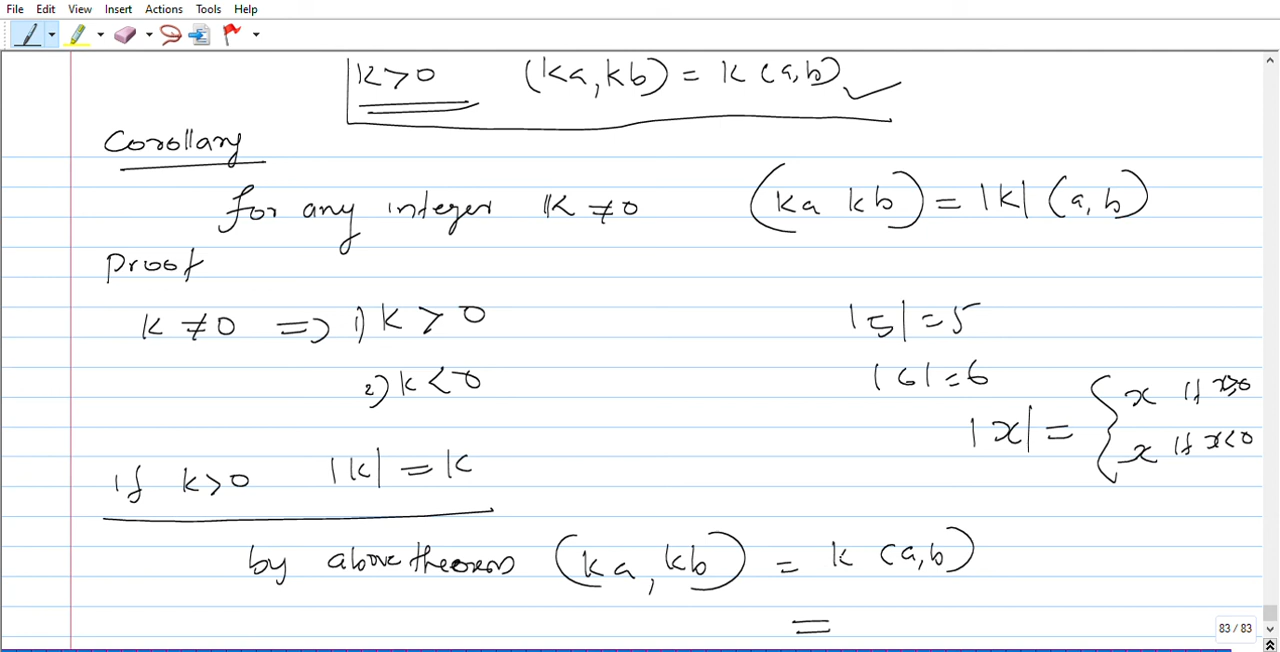 File Edit View Insert Actions Tools Help
K>0 (ka,kb) = k (a,b)
Corollary
for any integer K ≠ 0 (ka kb) = |k| (a, b)
Proof
k ≠ 0 => 1) k > 0 |5| = 5
2) k < 0 |6| = 6
|x| = { x if x>0
x if x<0
if k>0 |k| = k
by above theorem (ka, kb) = k (a,b)
=
83 / 83